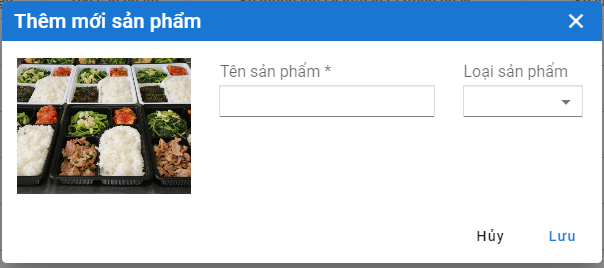 Thêm mới sản phẩm
Tên sản phẩm *
Loại sản phẩm
Hủy
Lưu